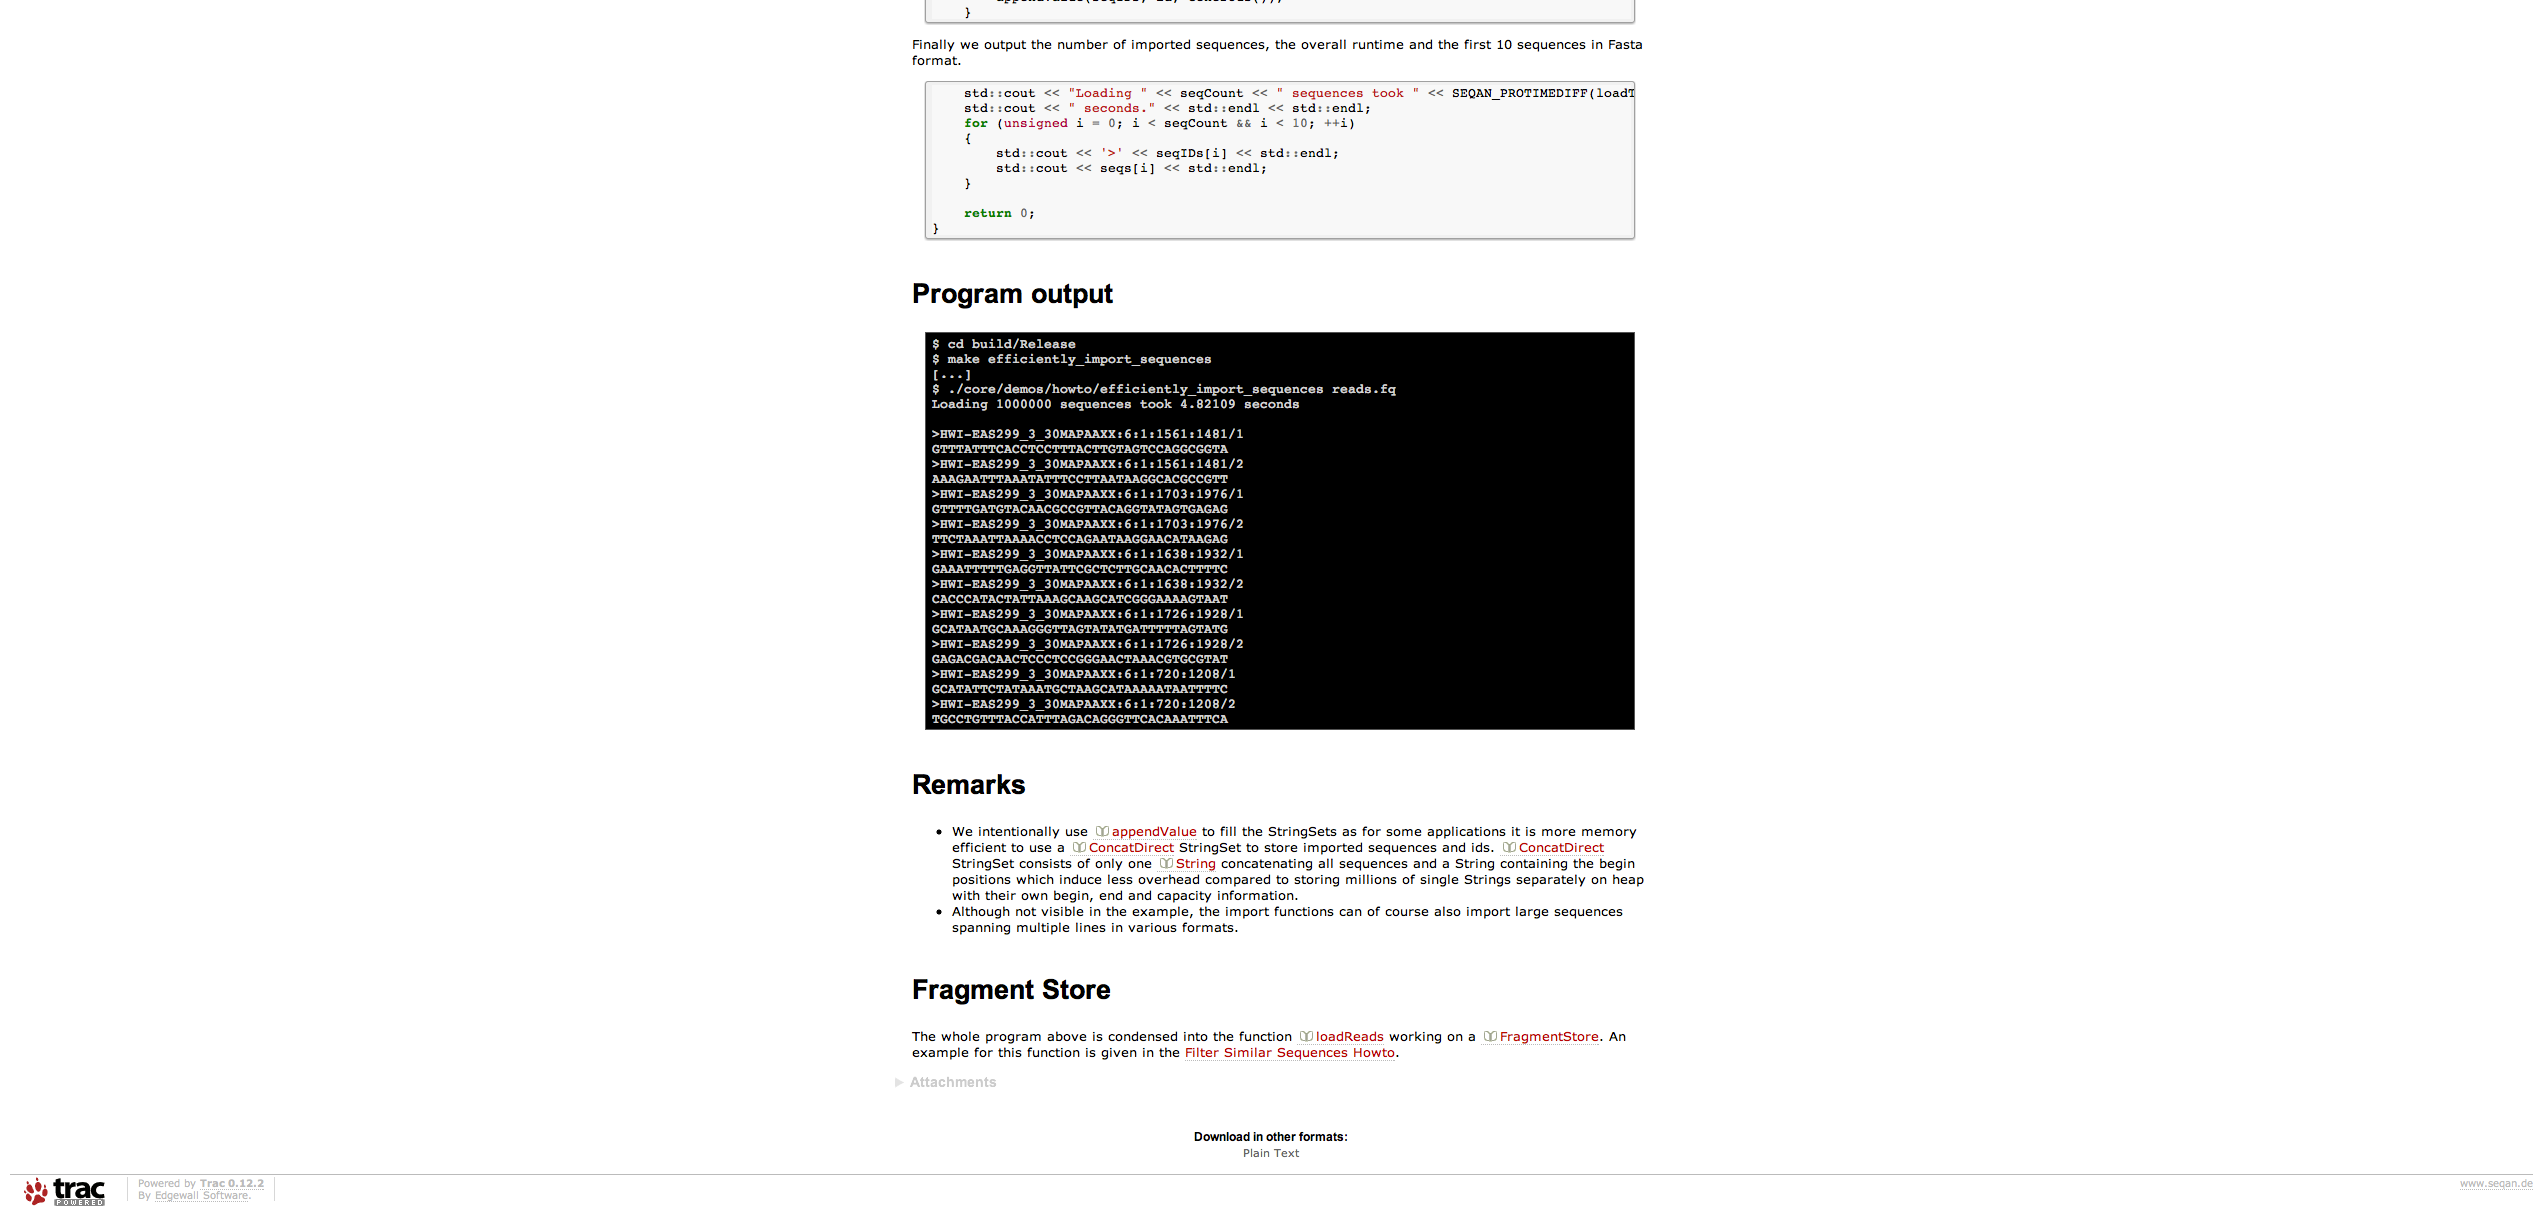 }
Finally we output the number of imported sequences, the overall runtime and the first 10 sequences in Fasta
format.
std::cout << "Loading " << seqCount << " sequences took " << SEQAN_PROTIMEDIFF(loadT
std::cout << " seconds." << std::endl << std::endl;
for (unsigned i = 0; i < seqCount && i < 10; ++i)
{
std::cout << '>' << seqIDs[i] << std::endl;
std::cout << seqs[i] << std::endl;
}
return 0;
}
Program output
$ cd build/Release
$ make efficiently_import_sequences
[...]
$ ./core/demos/howto/efficiently_import_sequences reads.fq
Loading 1000000 sequences took 4.82109 seconds
>HWI-EAS299_3_30MAPAAXX:6:1:1561:1481/1
GTTTATTTCACCTCCTTTACTTGTAGTCCAGGCGGTA
>HWI-EAS299_3_30MAPAAXX:6:1:1561:1481/2
AAAGAATTTAAATATTTCCTTAATAAGGCACGCCGTT
>HWI-EAS299_3_30MAPAAXX:6:1:1703:1976/1
GTTTTGATGTACAACGCCGTTACAGGTATAGTGAGAG
>HWI-EAS299_3_30MAPAAXX:6:1:1703:1976/2
TTCTAAATTAAAACCTCCAGAATAAGGAACATAAGAG
>HWI-EAS299_3_30MAPAAXX:6:1:1638:1932/1
GAAATTTTTGAGGTTATTCGCTCTTGCAACACTTTTC
>HWI-EAS299_3_30MAPAAXX:6:1:1638:1932/2
CACCCATACTATTAAAGCAAGCATCGGGAAAAGTAAT
>HWI-EAS299_3_30MAPAAXX:6:1:1726:1928/1
GCATAATGCAAAGGGTTAGTATATGATTTTTAGTATG
>HWI-EAS299_3_30MAPAAXX:6:1:1726:1928/2
GAGACGACAACTCCCTCCGGGAACTAAACGTGCGTAT
>HWI-EAS299_3_30MAPAAXX:6:1:720:1208/1
GCATATTCTATAAATGCTAAGCATAAAAATAATTTTC
>HWI-EAS299_3_30MAPAAXX:6:1:720:1208/2
TGCCTGTTTACCATTTAGACAGGGTTCACAAATTTCA
Remarks
• We intentionally use appendValue to fill the StringSets as for some applications it is more memory
efficient to use a ConcatDirect StringSet to store imported sequences and ids. ConcatDirect
StringSet consists of only one String concatenating all sequences and a String containing the begin
positions which induce less overhead compared to storing millions of single Strings separately on heap
with their own begin, end and capacity information.
• Although not visible in the example, the import functions can of course also import large sequences
spanning multiple lines in various formats.
Fragment Store
The whole program above is condensed into the function loadReads working on a FragmentStore. An
example for this function is given in the Filter Similar Sequences Howto.
Attachments
Download in other formats:
Plain Text
trac
POWERED
Powered by Trac 0.12.2
By Edgewall Software.
www.seqan.de